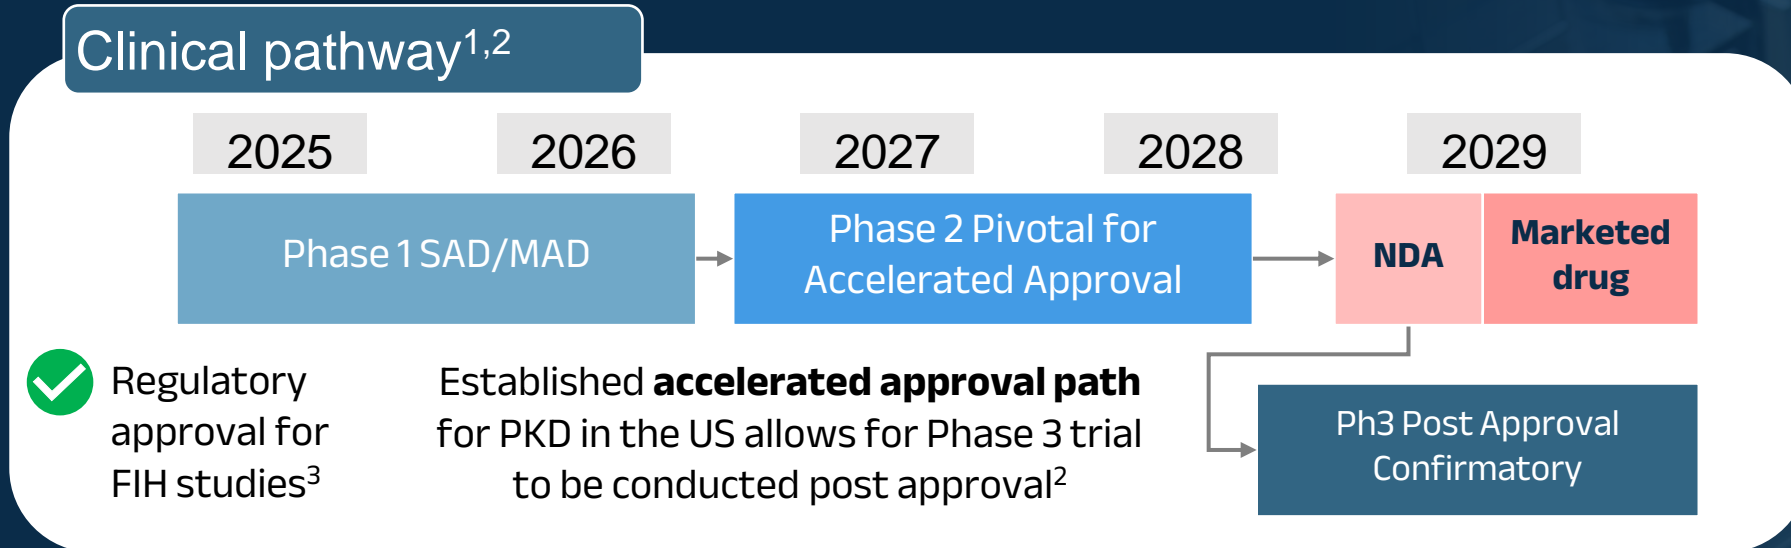 Clinical pathway1,2
2025
2026
2027
2028
2029
Phase 1 SAD/MAD
Phase 2 Pivotal for
Accelerated Approval
NDA
Marketed
drug
Regulatory
approval for
FIH studies3
Established accelerated approval path
for PKD in the US allows for Phase 3 trial
to be conducted post approval2
Ph3 Post Approval
Confirmatory